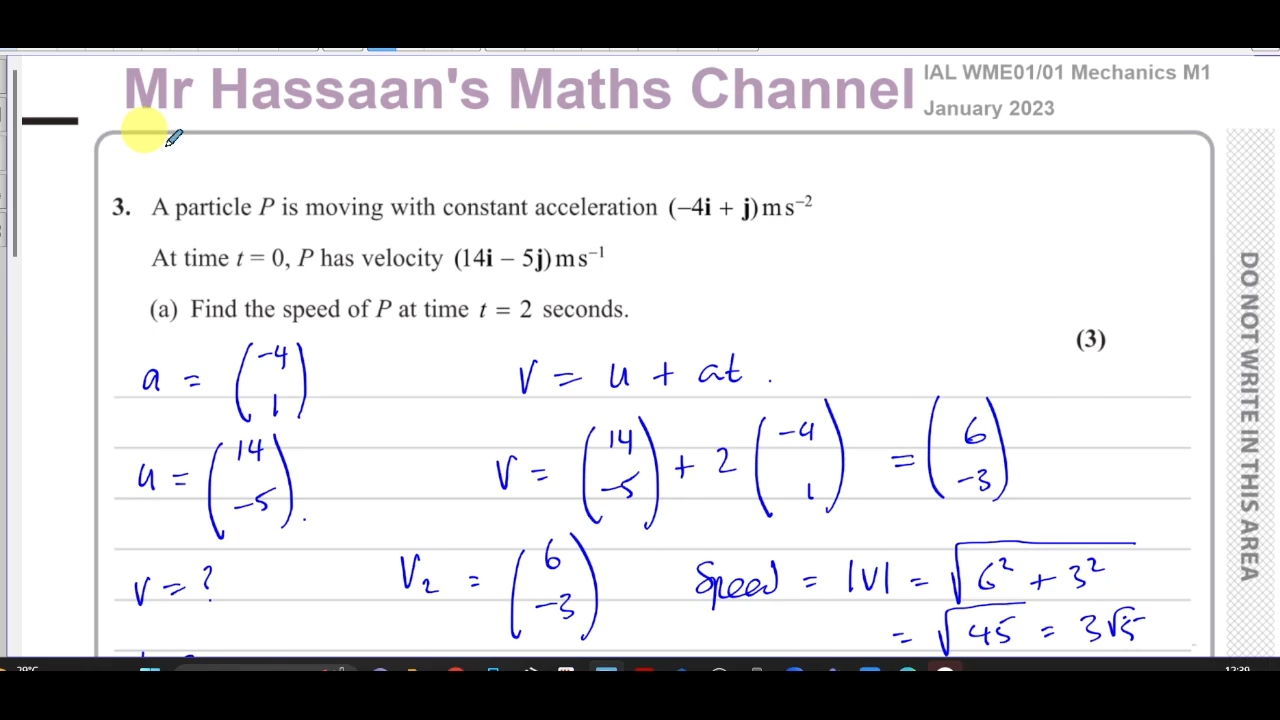 Mr Hassaan's Maths Channel
IAL WME01/01 Mechanics M1
January 2023
3. A particle P is moving with constant acceleration (−4i + j) m s⁻²
At time t = 0, P has velocity (14i − 5j) m s⁻¹
(a) Find the speed of P at time t = 2 seconds.
(3)
a = (−4 1)
v = u + at .
u = (14 −5).
v = (14 −5) + 2 (−4 1) = (6 −3)
v = ?
V₂ = (6 −3)
Speed = |v| = √6² + 3²
= √45 = 3√5
DO NOT WRITE IN THIS AREA
29°C
12:39